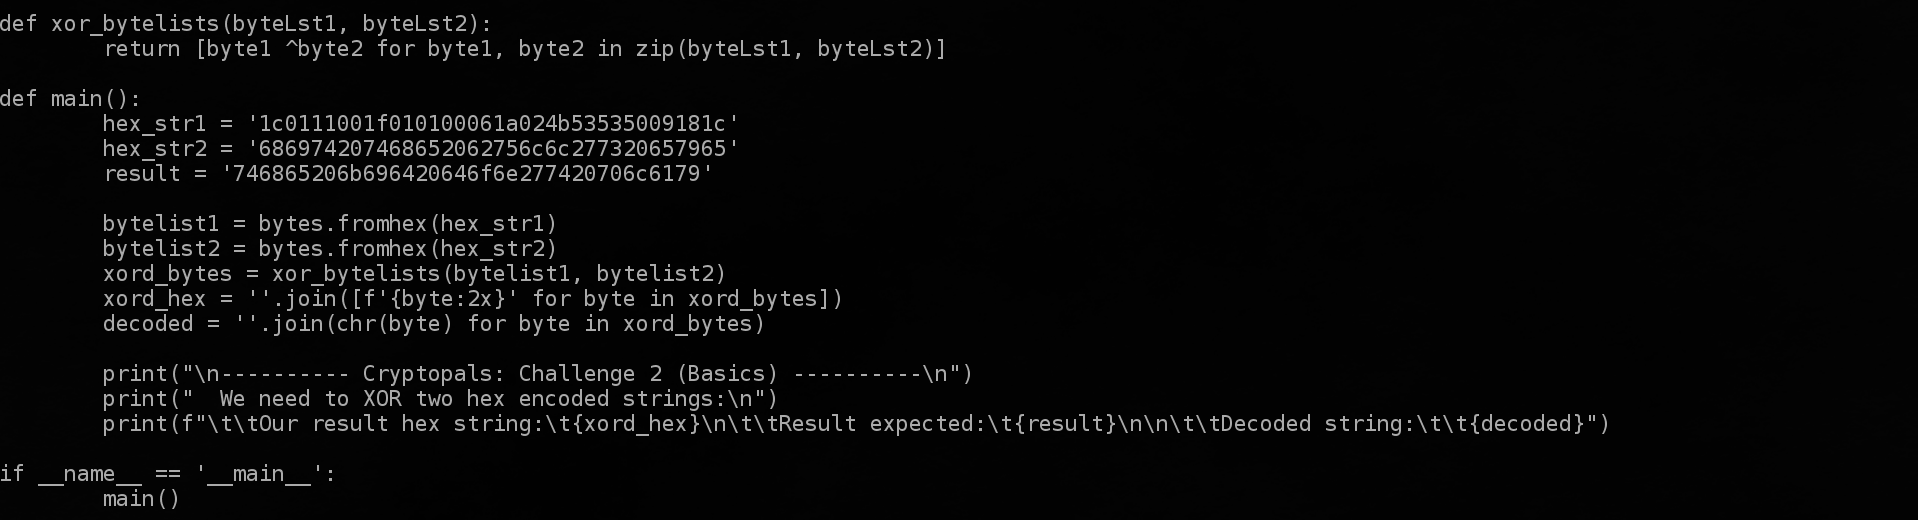 def xor_bytelists(byteLst1, byteLst2):
        return [byte1 ^byte2 for byte1, byte2 in zip(byteLst1, byteLst2)]

def main():
        hex_str1 = '1c0111001f010100061a024b53535009181c'
        hex_str2 = '686974207468652062756c6c277320657965'
        result = '746865206b696420646f6e277420706c6179'

        bytelist1 = bytes.fromhex(hex_str1)
        bytelist2 = bytes.fromhex(hex_str2)
        xord_bytes = xor_bytelists(bytelist1, bytelist2)
        xord_hex = ''.join([f'{byte:2x}' for byte in xord_bytes])
        decoded = ''.join(chr(byte) for byte in xord_bytes)

        print("\n---------- Cryptopals: Challenge 2 (Basics) ----------\n")
        print("  We need to XOR two hex encoded strings:\n")
        print(f"\t\tOur result hex string:\t{xord_hex}\n\t\tResult expected:\t{result}\n\n\t\tDecoded string:\t\t{decoded}")

if __name__ == '__main__':
        main()